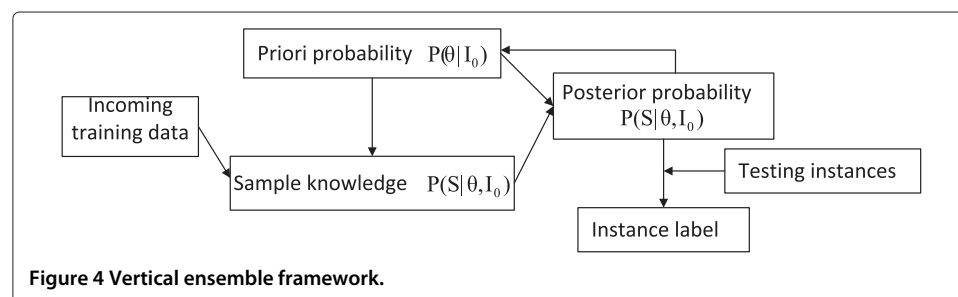 Priori probability P(θ|I₀)
Incoming
training data
Posterior probability
P(S|θ,I₀)
Sample knowledge P(S|θ,I₀)
Testing instances
Instance label
Figure 4 Vertical ensemble framework.